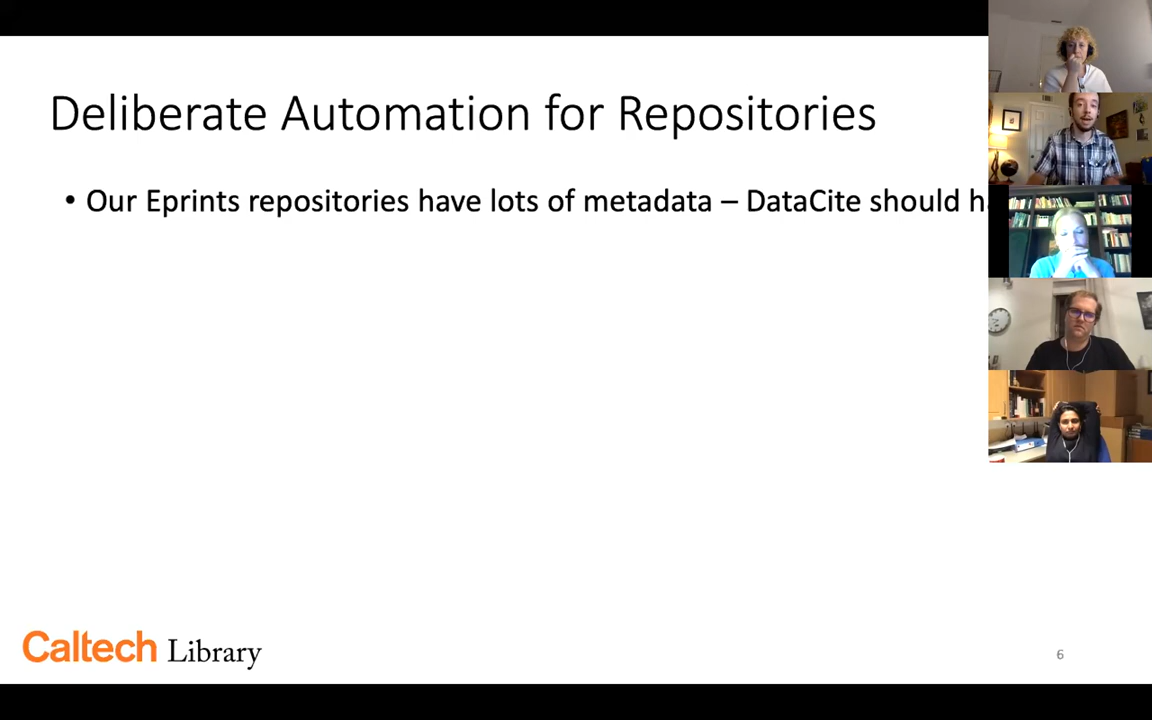 Deliberate Automation for Repositories
• Our Eprints repositories have lots of metadata – DataCite should
Caltech Library
6